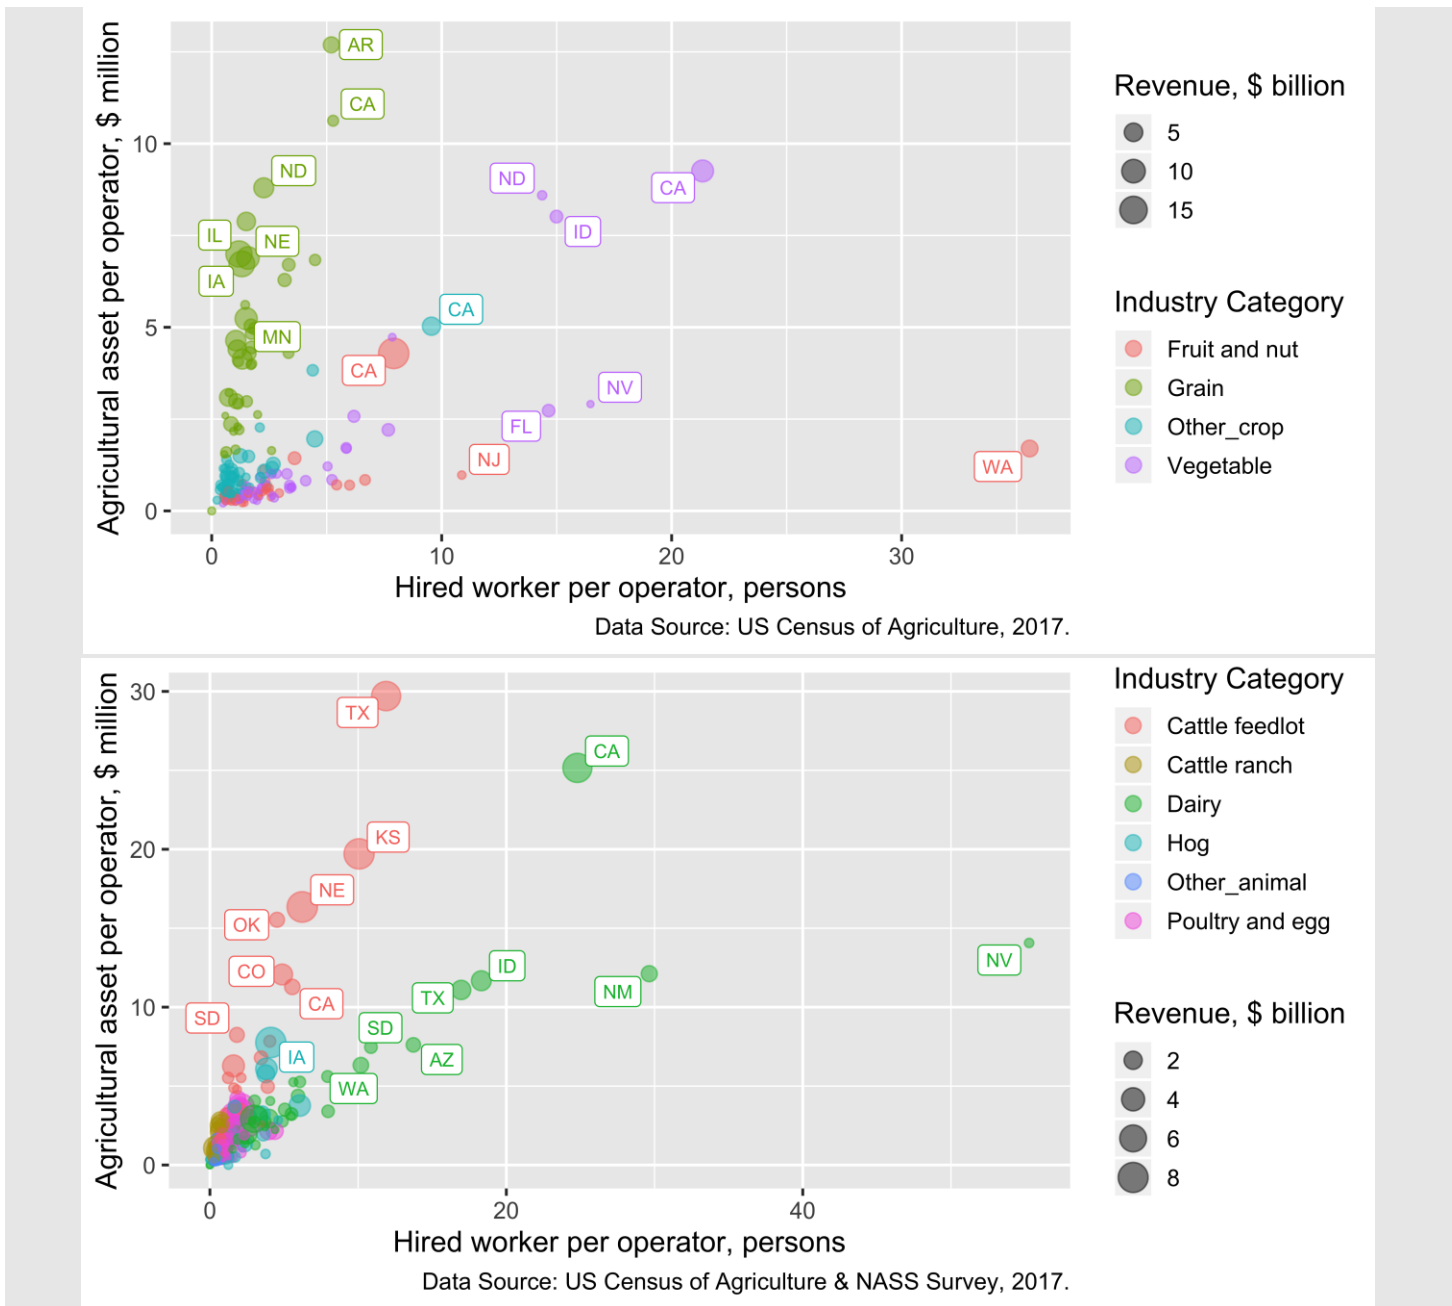 Agricultural asset per operator, $ million
10
5
0
AR
CA
ND
IL
NE
IA
MN
ND
CA
ID
CA
CA
NV
FL
NJ
WA
0 10 20 30
Hired worker per operator, persons
Data Source: US Census of Agriculture, 2017.
Revenue, $ billion
5
10
15
Industry Category
Fruit and nut
Grain
Other_crop
Vegetable
Agricultural asset per operator, $ million
30
20
10
0
TX
CA
KS
NE
OK
CO
CA
SD
ID
TX
NM
NV
SD
AZ
IA
WA
0 20 40
Hired worker per operator, persons
Data Source: US Census of Agriculture & NASS Survey, 2017.
Industry Category
Cattle feedlot
Cattle ranch
Dairy
Hog
Other_animal
Poultry and egg
Revenue, $ billion
2
4
6
8